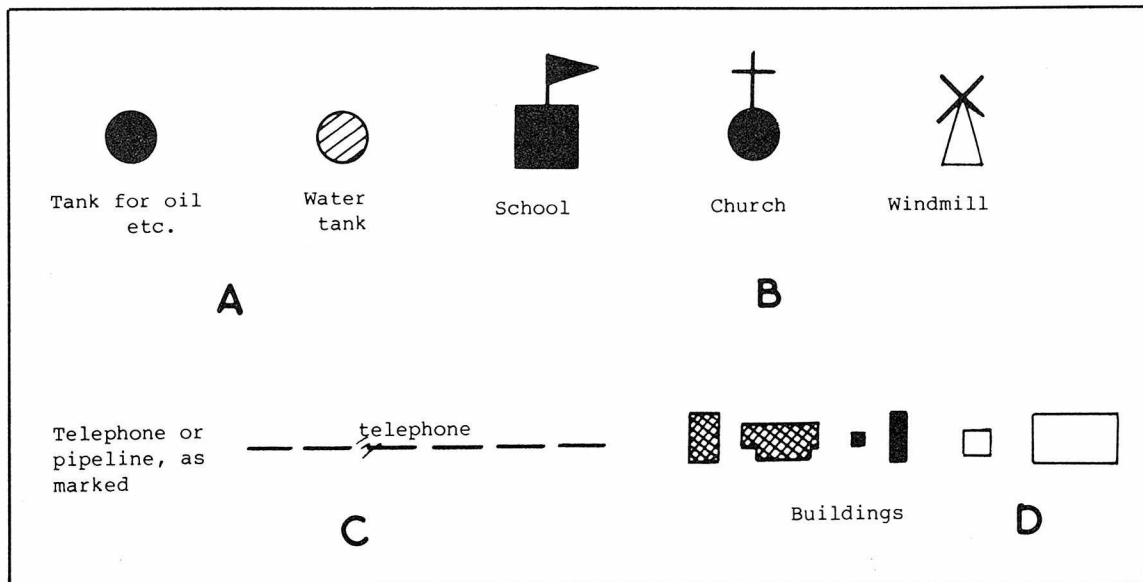 Tank for oil
etc.
Water
tank
School
Church
Windmill
A
B
Telephone or
pipeline, as
marked
telephone
C
Buildings
D